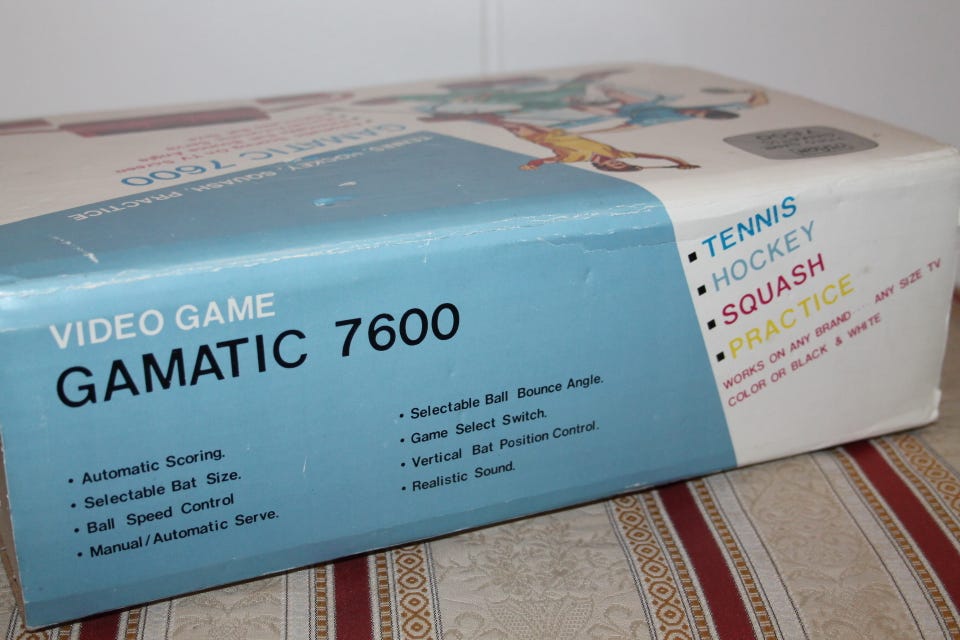 GAMATIC 7600
TENNIS, HOCKEY, SQUASH, PRACTICE
VIDEO GAME
GAMATIC 7600
• Automatic Scoring.
• Selectable Bat Size.
• Ball Speed Control
• Manual/Automatic Serve.
• Selectable Ball Bounce Angle.
• Game Select Switch.
• Vertical Bat Position Control.
• Realistic Sound.
TENNIS
HOCKEY
SQUASH
PRACTICE
WORKS ON ANY BRAND.... ANY SIZE TV
COLOR OR BLACK & WHITE